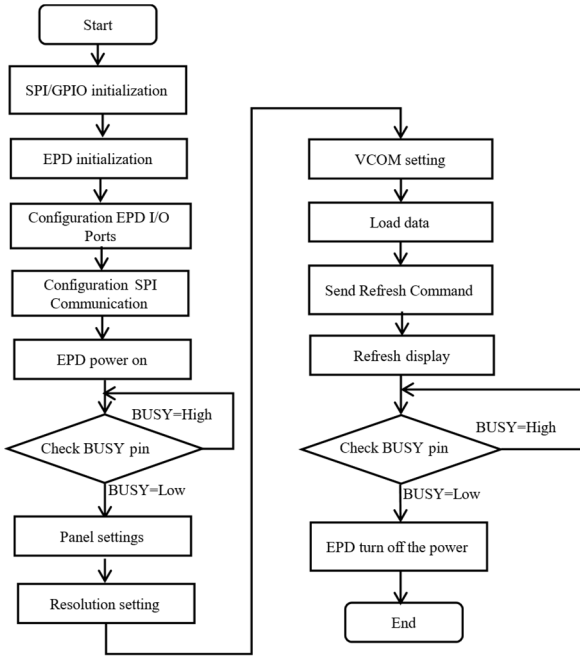 Start
SPI/GPIO initialization
EPD initialization
Configuration EPD I/O
Ports
Configuration SPI
Communication
EPD power on
BUSY=High
Check BUSY pin
BUSY=Low
Panel settings
Resolution setting
VCOM setting
Load data
Send Refresh Command
Refresh display
BUSY=High
Check BUSY pin
BUSY=Low
EPD turn off the power
End